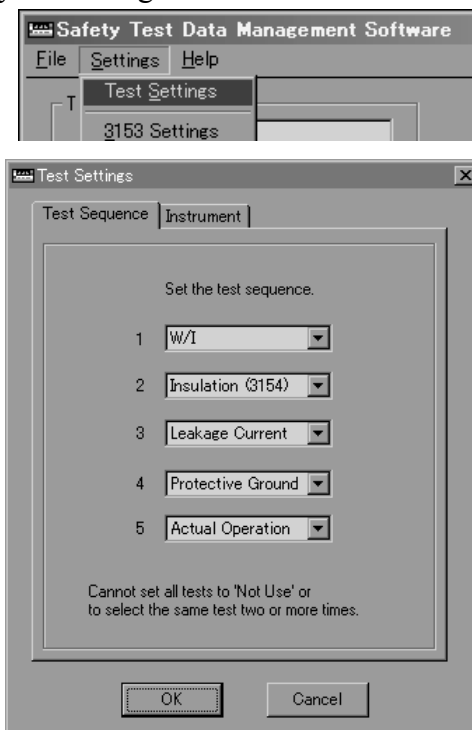 Safety Test Data Management Software
File Settings Help
Test Settings
T
3153 Settings
Test Settings
Test Sequence Instrument
Set the test sequence.
1 W/I
2 Insulation (3154)
3 Leakage Current
4 Protective Ground
5 Actual Operation
Cannot set all tests to 'Not Use' or
to select the same test two or more times.
OK Cancel